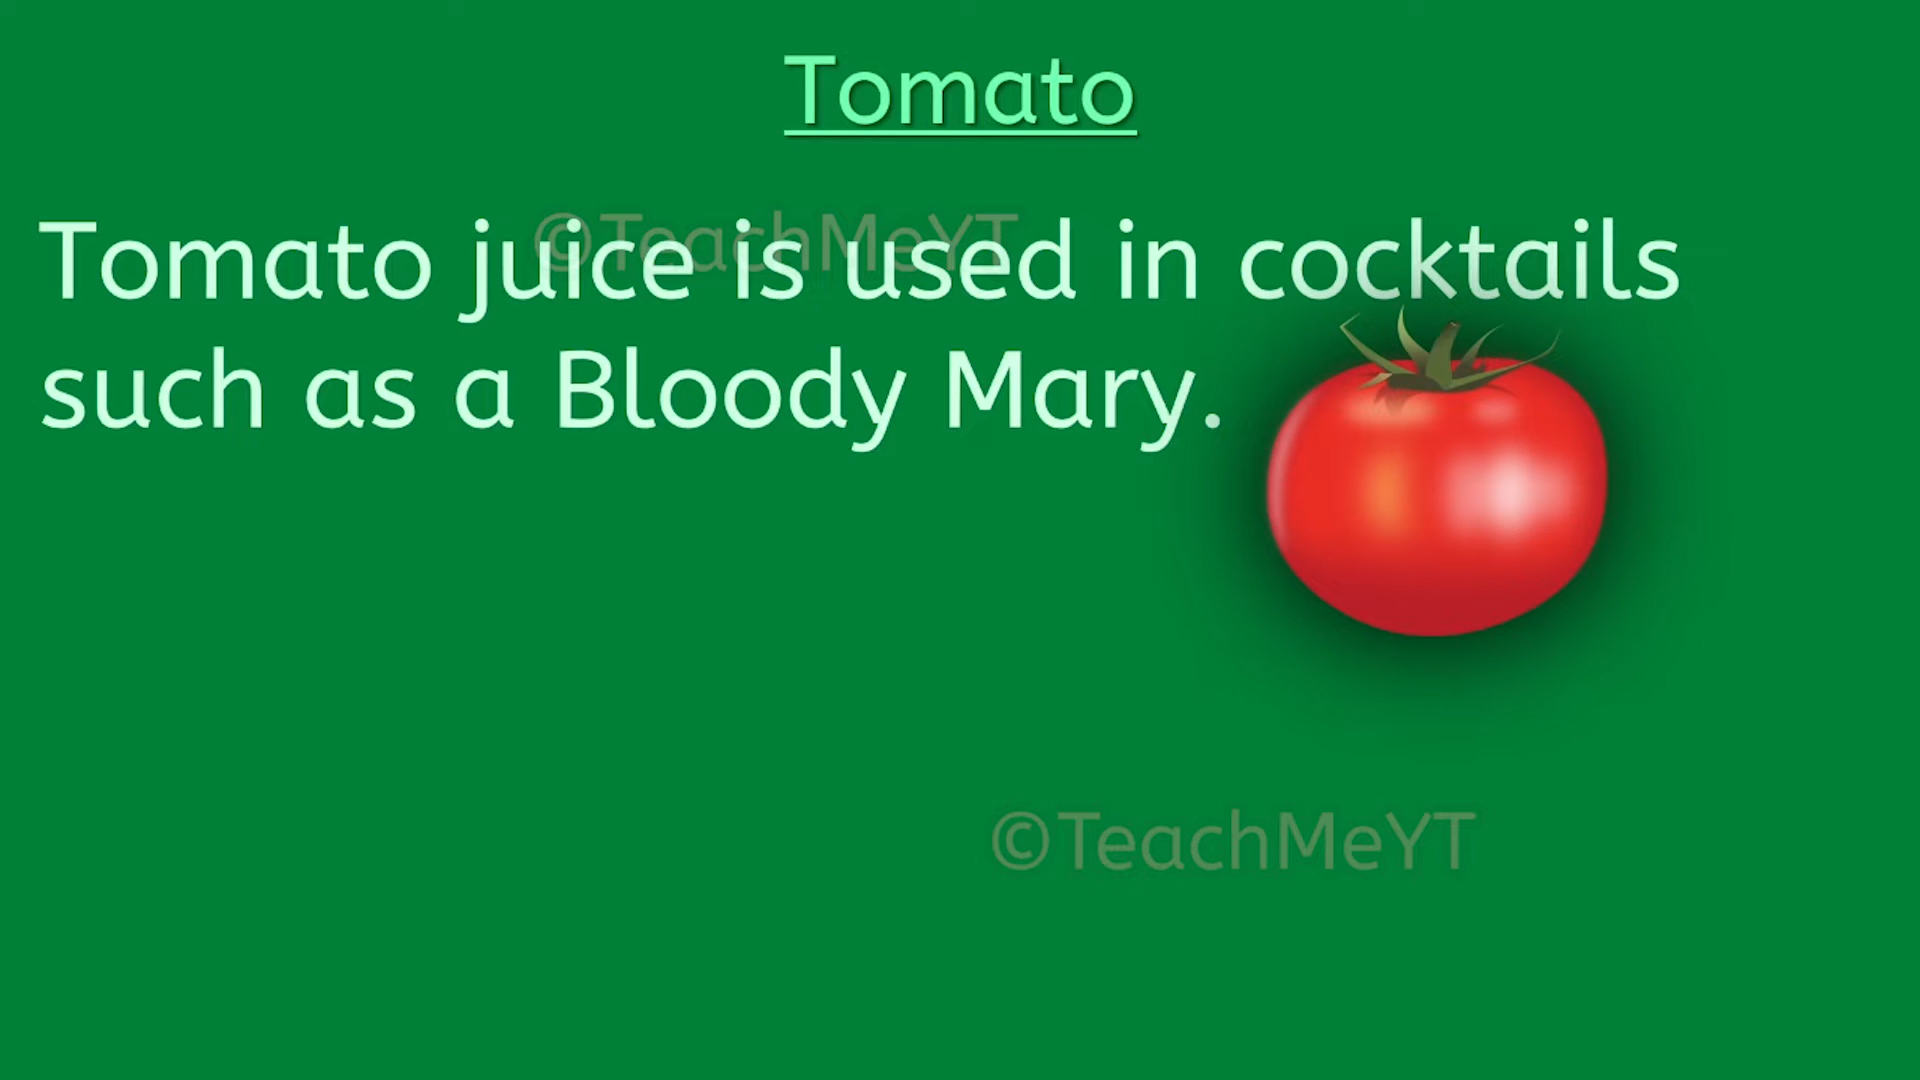 Tomato
©TeachMeYT
Tomato juice is used in cocktails
such as a Bloody Mary.
©TeachMeYT